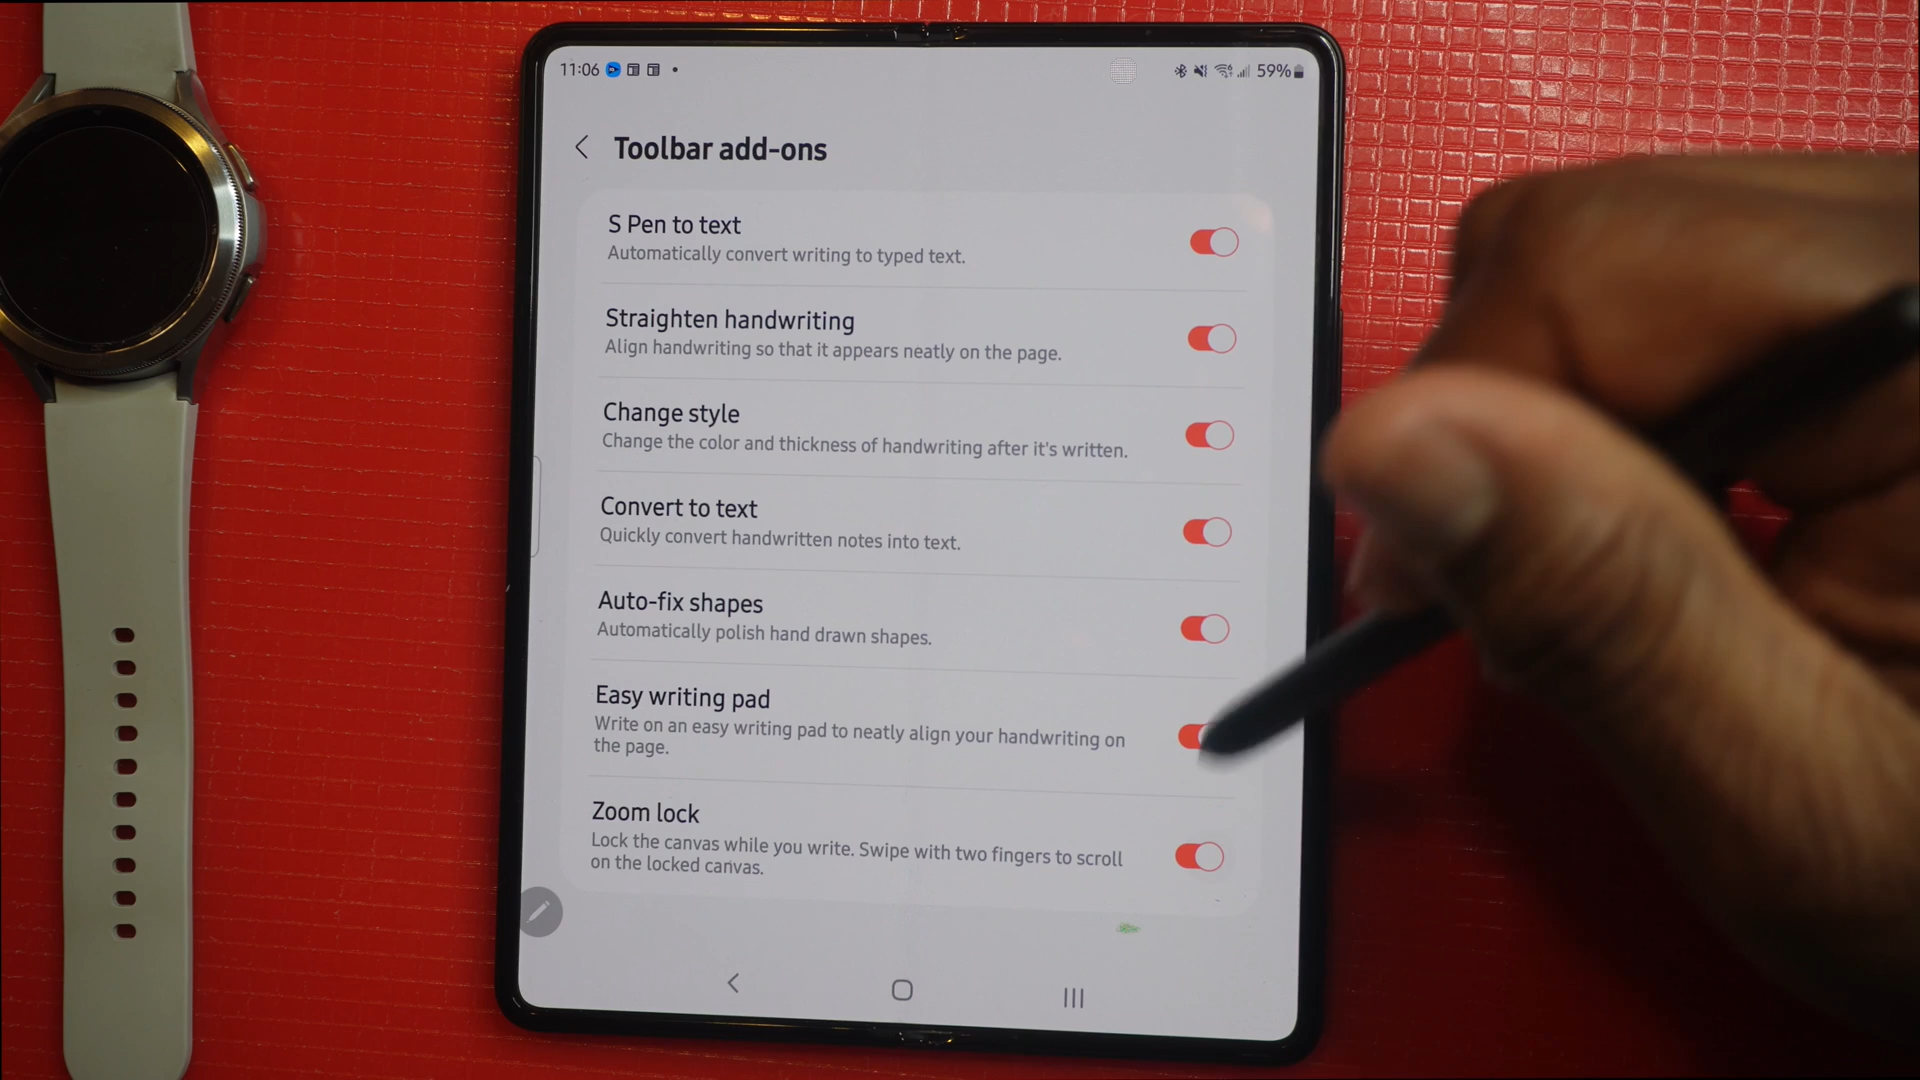 11:06
59%
Toolbar add-ons
S Pen to text
Automatically convert writing to typed text.
Straighten handwriting
Align handwriting so that it appears neatly on the page.
Change style
Change the color and thickness of handwriting after it's written.
Convert to text
Quickly convert handwritten notes into text.
Auto-fix shapes
Automatically polish hand drawn shapes.
Easy writing pad
Write on an easy writing pad to neatly align your handwriting on
the page.
Zoom lock
Lock the canvas while you write. Swipe with two fingers to scroll
on the locked canvas.